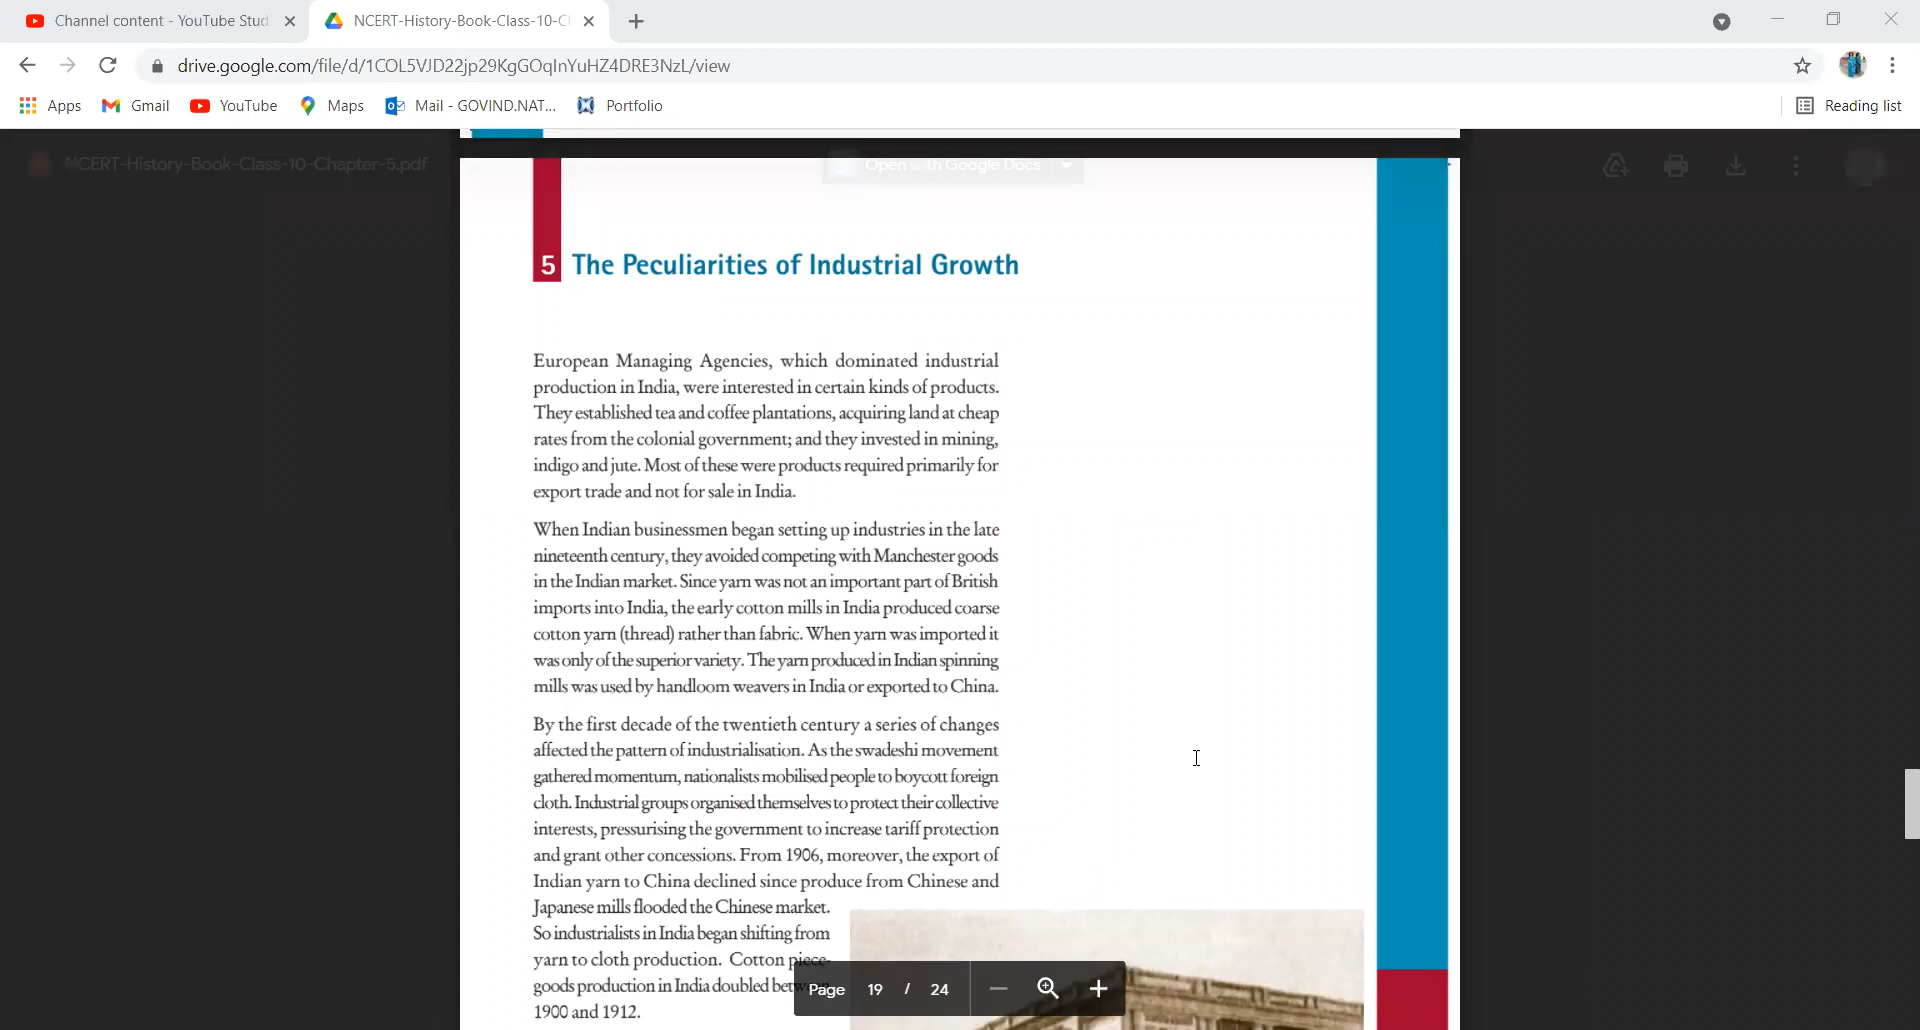 Channel content - YouTube Stud
NCERT-History-Book-Class-10-C
drive.google.com/file/d/1COL5VJD22jp29KgGOqInYuHZ4DRE3NzL/view
Apps
Gmail
YouTube
Maps
Mail - GOVIND.NAT...
Portfolio
Reading list
NCERT-History-Book-Class-10-Chapter-5.pdf
Open with Google Docs
5 The Peculiarities of Industrial Growth
European Managing Agencies, which dominated industrial
production in India, were interested in certain kinds of products.
They established tea and coffee plantations, acquiring land at cheap
rates from the colonial government; and they invested in mining,
indigo and jute. Most of these were products required primarily for
export trade and not for sale in India.
When Indian businessmen began setting up industries in the late
nineteenth century, they avoided competing with Manchester goods
in the Indian market. Since yarn was not an important part of British
imports into India, the early cotton mills in India produced coarse
cotton yarn (thread) rather than fabric. When yarn was imported it
was only of the superior variety. The yarn produced in Indian spinning
mills was used by handloom weavers in India or exported to China.
By the first decade of the twentieth century a series of changes
affected the pattern of industrialisation. As the swadeshi movement
gathered momentum, nationalists mobilised people to boycott foreign
cloth. Industrial groups organised themselves to protect their collective
interests, pressurising the government to increase tariff protection
and grant other concessions. From 1906, moreover, the export of
Indian yarn to China declined since produce from Chinese and
Japanese mills flooded the Chinese market.
So industrialists in India began shifting from
yarn to cloth production. Cotton piece-
goods production in India doubled between
1900 and 1912.
Page 19 / 24